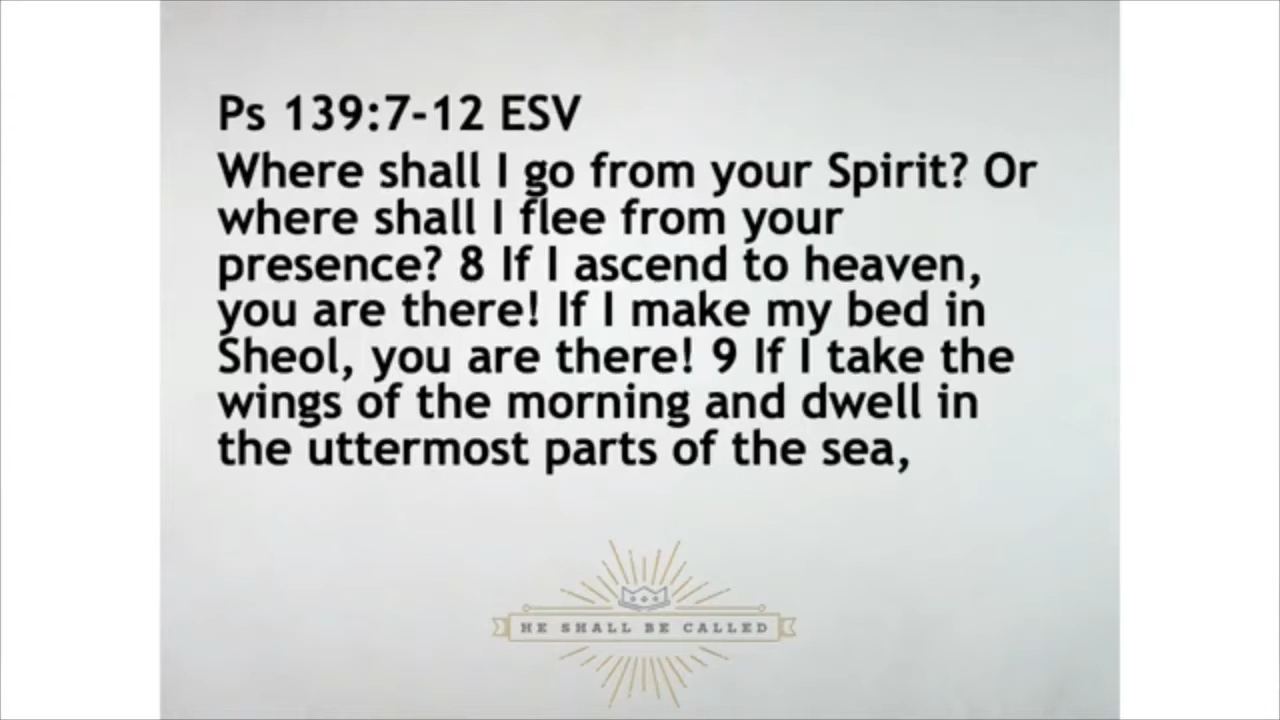 Ps 139:7-12 ESV
Where shall I go from your Spirit? Or
where shall I flee from your
presence? 8 If I ascend to heaven,
you are there! If I make my bed in
Sheol, you are there! 9 If I take the
wings of the morning and dwell in
the uttermost parts of the sea,
HE SHALL BE CALLED